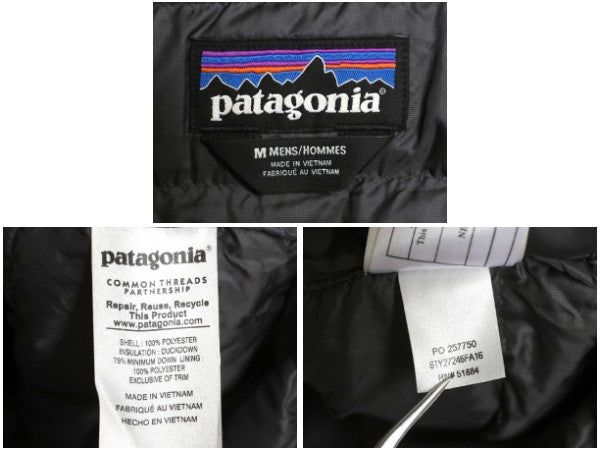 patagonia®
M MENS/HOMMES
MADE IN VIETNAM
FABRIQUÉ AU VIETNAM
patagonia®
COMMON THREADS
PARTNERSHIP
Repair, Reuse, Recycle
This Product
www.patagonia.com
SHELL : 100% POLYESTER
INSULATION : DUCKDOWN
75% MINIMUM DOWN LINING :
100% POLYESTER
EXCLUSIVE OF TRIM
MADE IN VIETNAM
FABRIQUÉ AU VIETNAM
HECHO EN VIETNAM
This
NE
PO 257750
STY27246FA16
RN# 51884